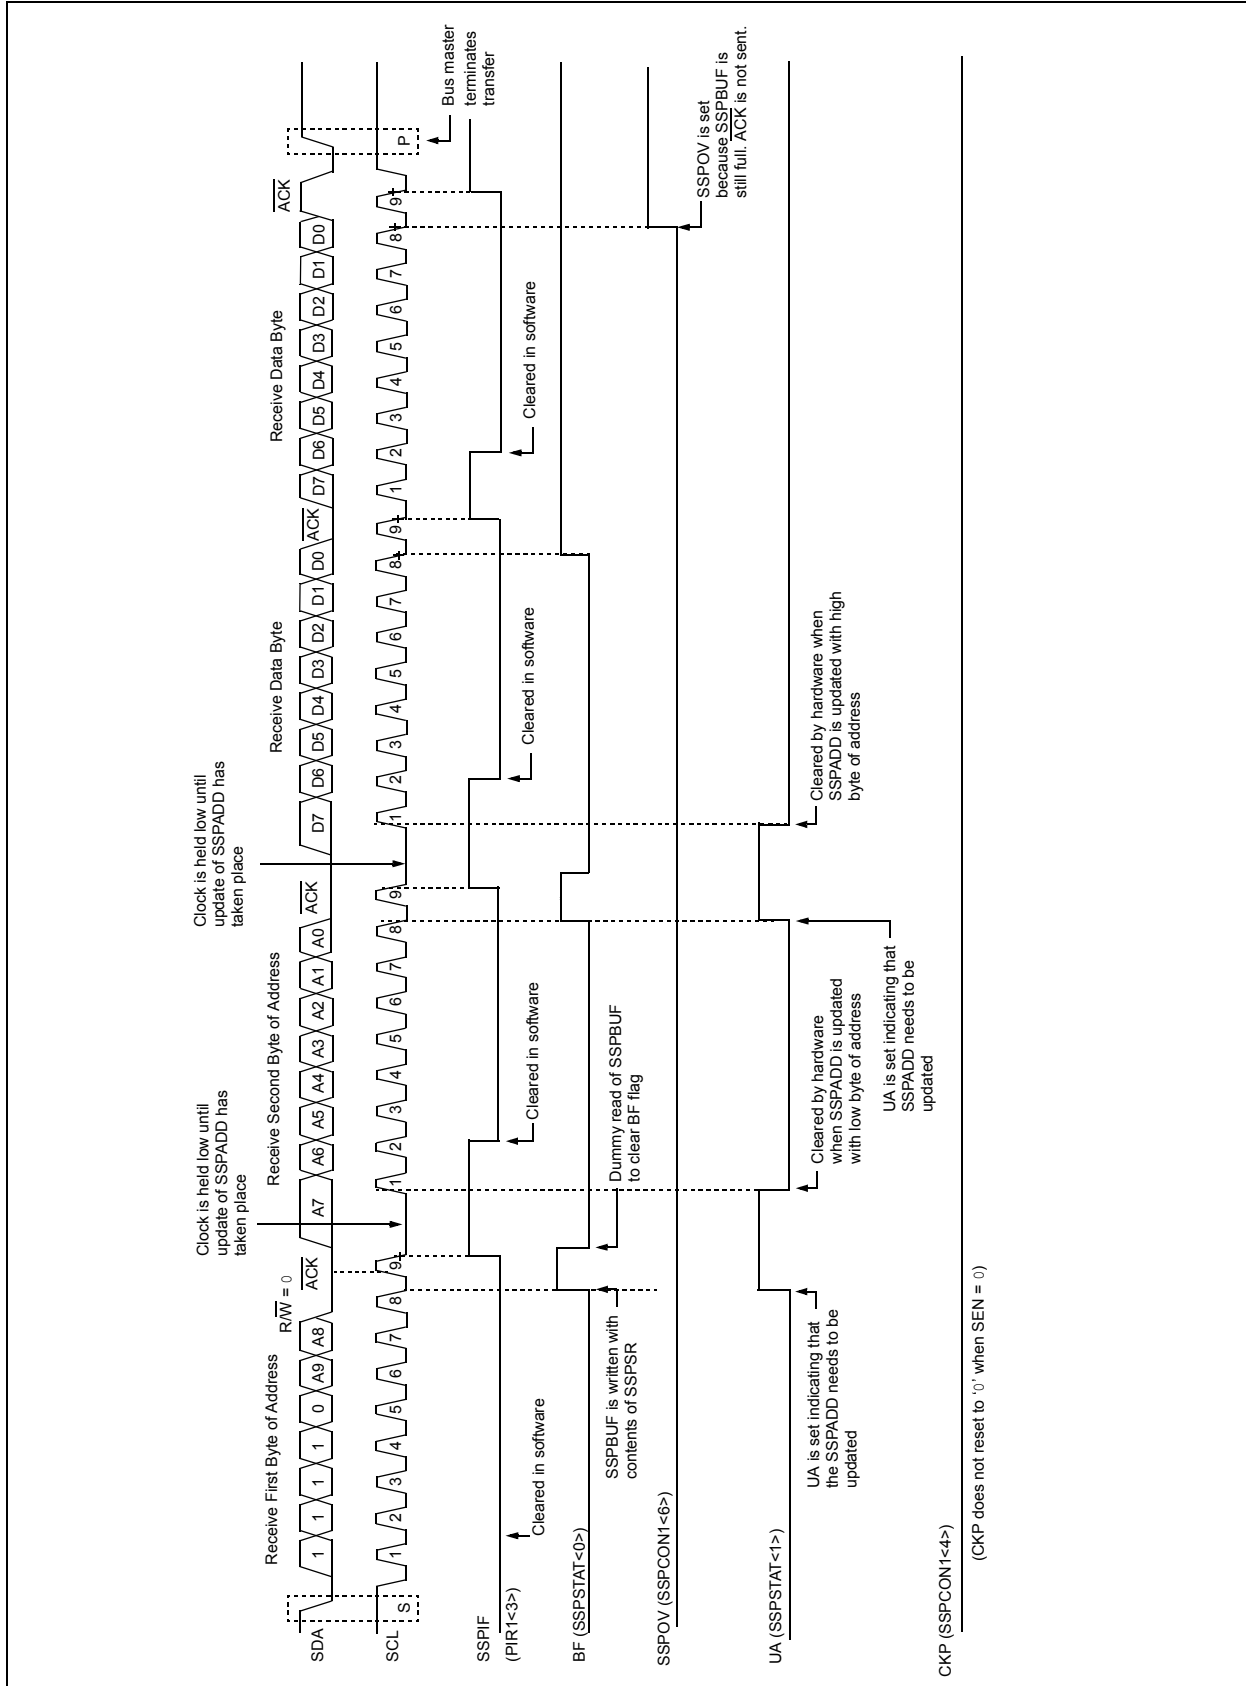 Receive First Byte of Address
R/W = 0
ACK
Clock is held low until
update of SSPADD has
taken place
Receive Second Byte of Address
ACK
Clock is held low until
update of SSPADD has
taken place
Receive Data Byte
ACK
Receive Data Byte
ACK
SDA
1 1 1 1 0 A9 A8
A7 A6 A5 A4 A3 A2 A1 A0
D7 D6 D5 D4 D3 D2 D1 D0
D7 D6 D5 D4 D3 D2 D1 D0
SCL
S
1 2 3 4 5 6 7 8 9
1 2 3 4 5 6 7 8 9
1 2 3 4 5 6 7 8 9
1 2 3 4 5 6 7 8 9
P
Bus master
terminates
transfer
SSPIF
(PIR1<3>)
Cleared in software
Cleared in software
Cleared in software
Cleared in software
BF (SSPSTAT<0>)
SSPBUF is written with
contents of SSPSR
Dummy read of SSPBUF
to clear BF flag
SSPOV (SSPCON1<6>)
SSPOV is set
because SSPBUF is
still full. ACK is not sent.
UA (SSPSTAT<1>)
UA is set indicating that
the SSPADD needs to be
updated
Cleared by hardware
when SSPADD is updated
with low byte of address
UA is set indicating that
SSPADD needs to be
updated
Cleared by hardware when
SSPADD is updated with high
byte of address
CKP (SSPCON1<4>)
(CKP does not reset to ‘0’ when SEN = 0)